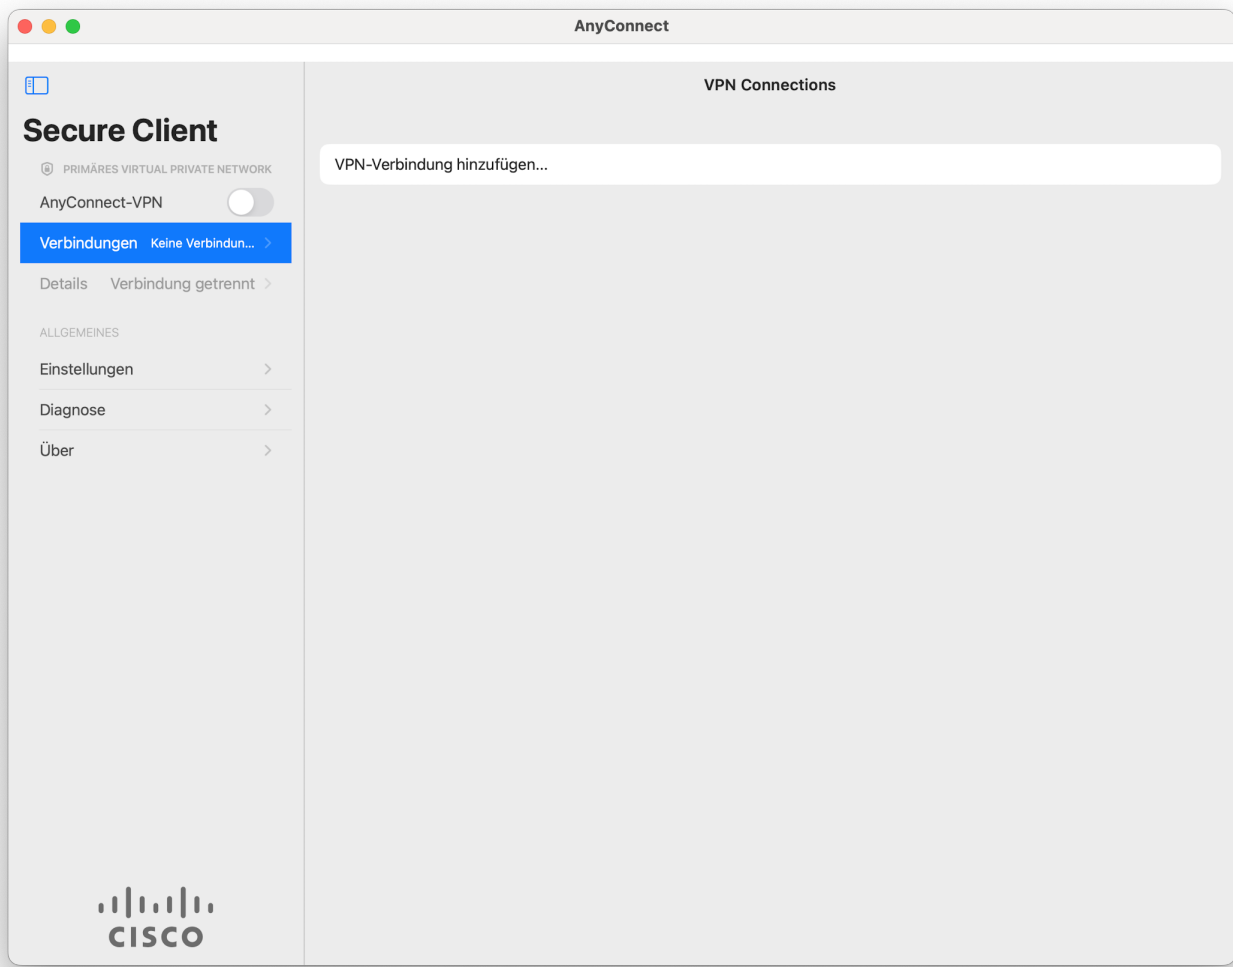 AnyConnect
Secure Client
PRIMÄRES VIRTUAL PRIVATE NETWORK
AnyConnect-VPN
Verbindungen Keine Verbindun...
Details Verbindung getrennt
ALLGEMEINES
Einstellungen
Diagnose
Über
CISCO
VPN Connections
VPN-Verbindung hinzufügen...